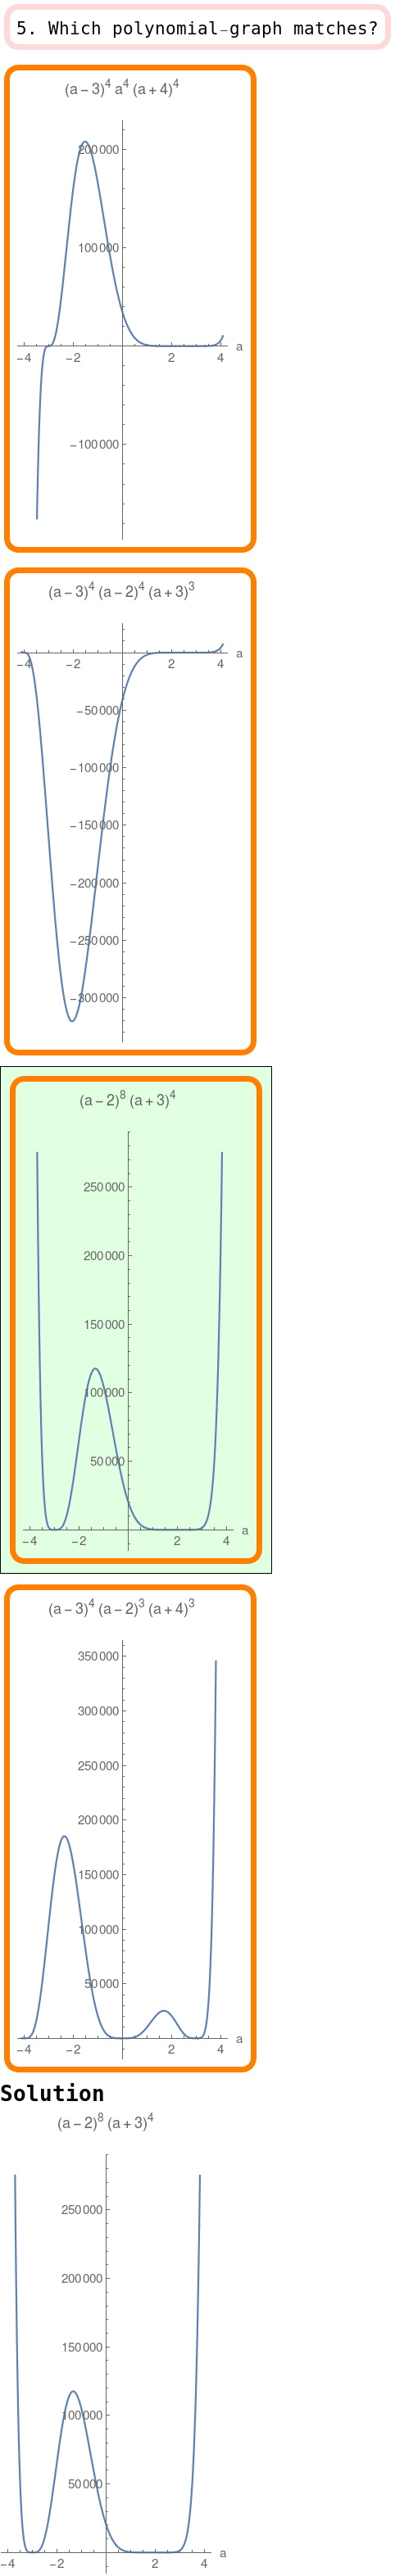 5. Which polynomial-graph matches?
(a-3)^4 a^4 (a+4)^4
200000
100000
-4 -2 2 4 a
-100000
(a-3)^4 (a-2)^4 (a+3)^3
-4 -2 2 4 a
-50000
-100000
-150000
-200000
-250000
-300000
(a-2)^8 (a+3)^4
250000
200000
150000
100000
50000
-4 -2 2 4 a
(a-3)^4 (a-2)^3 (a+4)^3
350000
300000
250000
200000
150000
100000
50000
-4 -2 2 4 a
Solution
(a-2)^8 (a+3)^4
250000
200000
150000
100000
50000
-4 -2 2 4 a